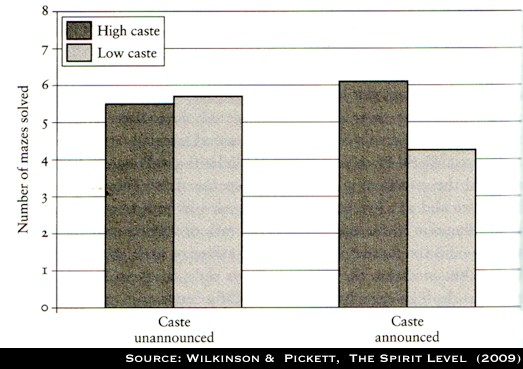 8
High caste
7
Low caste
6
5
4
3
2
1
0
Number of mazes solved
Caste
unannounced
Caste
announced
SOURCE: WILKINSON & PICKETT, THE SPIRIT LEVEL (2009)